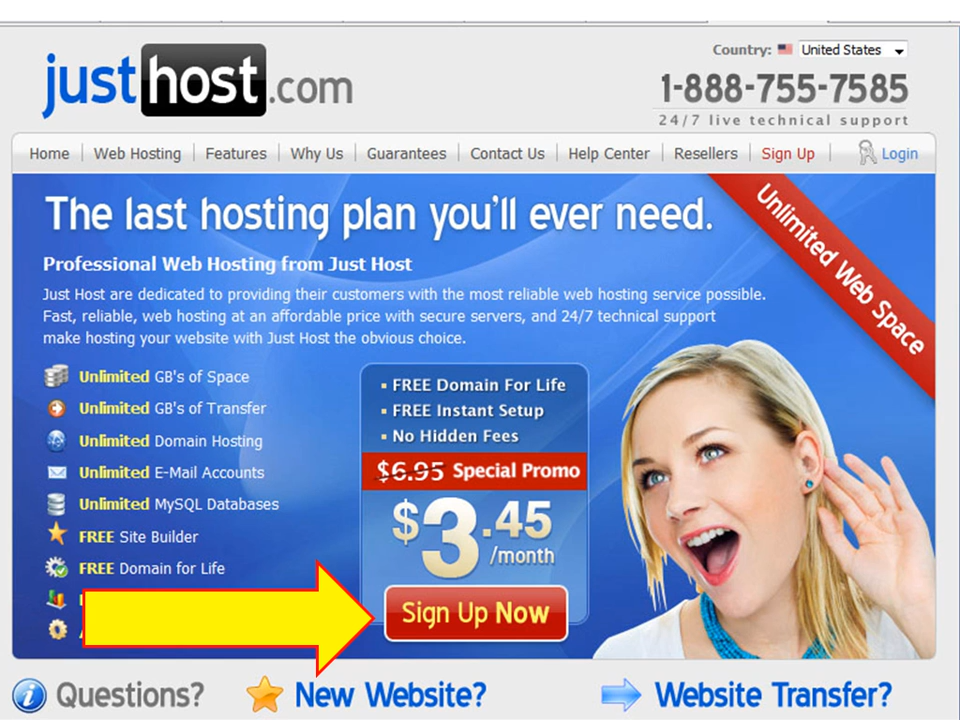 justhost.com
Country: United States
1-888-755-7585
24/7 live technical support
Home Web Hosting Features Why Us Guarantees Contact Us Help Center Resellers Sign Up Login
The last hosting plan you'll ever need.
Unlimited Web Space
Professional Web Hosting from Just Host
Just Host are dedicated to providing their customers with the most reliable web hosting service possible.
Fast, reliable, web hosting at an affordable price with secure servers, and 24/7 technical support
make hosting your website with Just Host the obvious choice.
Unlimited GB's of Space
Unlimited GB's of Transfer
Unlimited Domain Hosting
Unlimited E-Mail Accounts
Unlimited MySQL Databases
FREE Site Builder
FREE Domain for Life
FREE Domain For Life
FREE Instant Setup
No Hidden Fees
$6.95 Special Promo
$3.45
/month
Sign Up Now
Questions? New Website? Website Transfer?